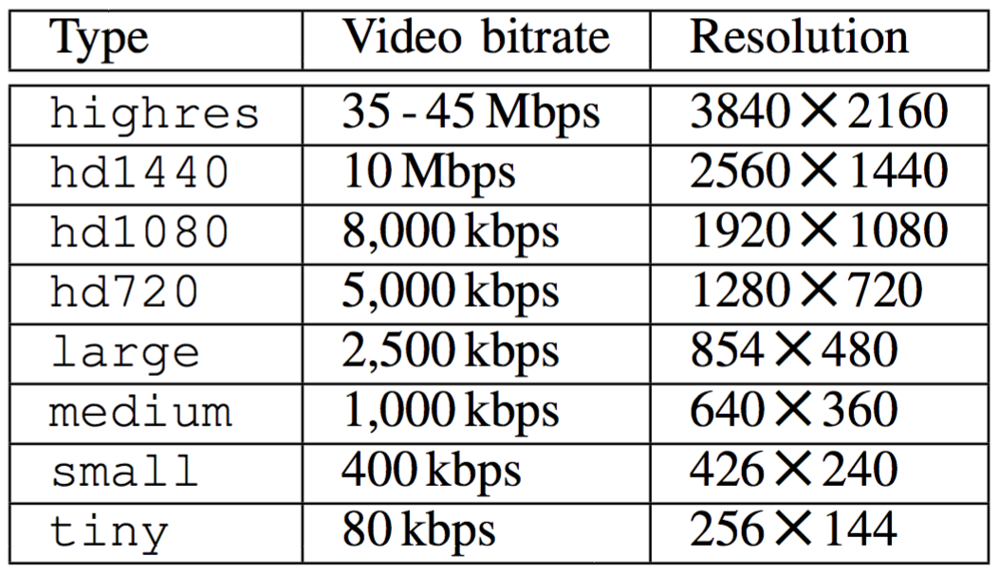 Type Video bitrate Resolution
highres 35 - 45 Mbps 3840×2160
hd1440 10 Mbps 2560×1440
hd1080 8,000 kbps 1920×1080
hd720 5,000 kbps 1280×720
large 2,500 kbps 854×480
medium 1,000 kbps 640×360
small 400 kbps 426×240
tiny 80 kbps 256×144